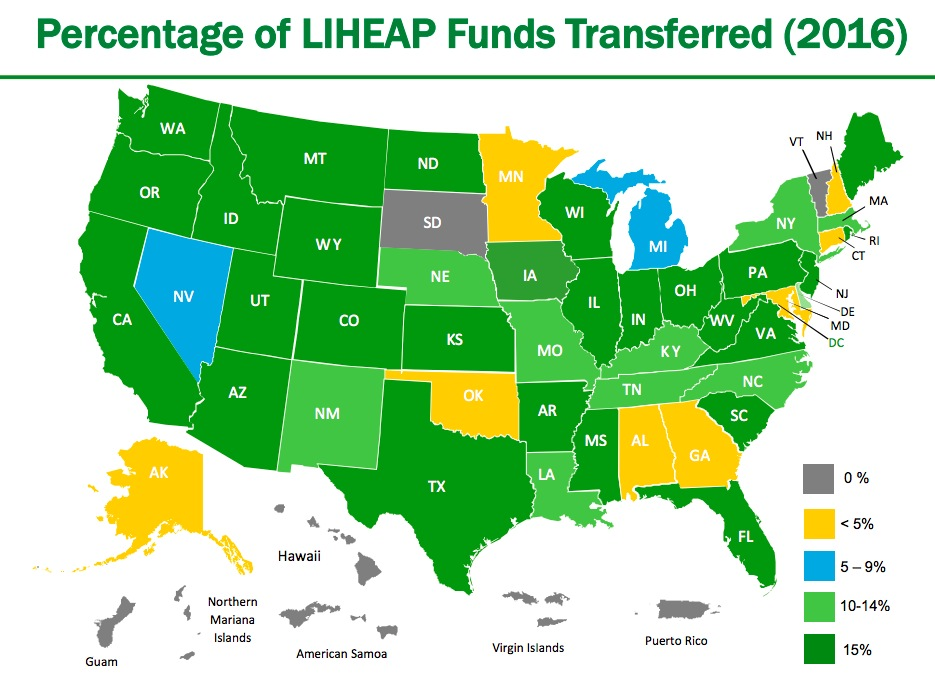 Percentage of LIHEAP Funds Transferred (2016)
WA
MT
ND
MN
VT
NH
OR
ID
SD
WI
MI
NY
MA
RI
CT
WY
NE
IA
PA
NJ
DE
MD
DC
NV
UT
CO
KS
IL
IN
OH
WV
VA
CA
MO
KY
AZ
NM
OK
AR
TN
NC
SC
MS
AL
GA
TX
LA
FL
AK
0 %
< 5%
5 – 9%
10-14%
15%
Hawaii
Guam
Northern
Mariana
Islands
American Samoa
Virgin Islands
Puerto Rico